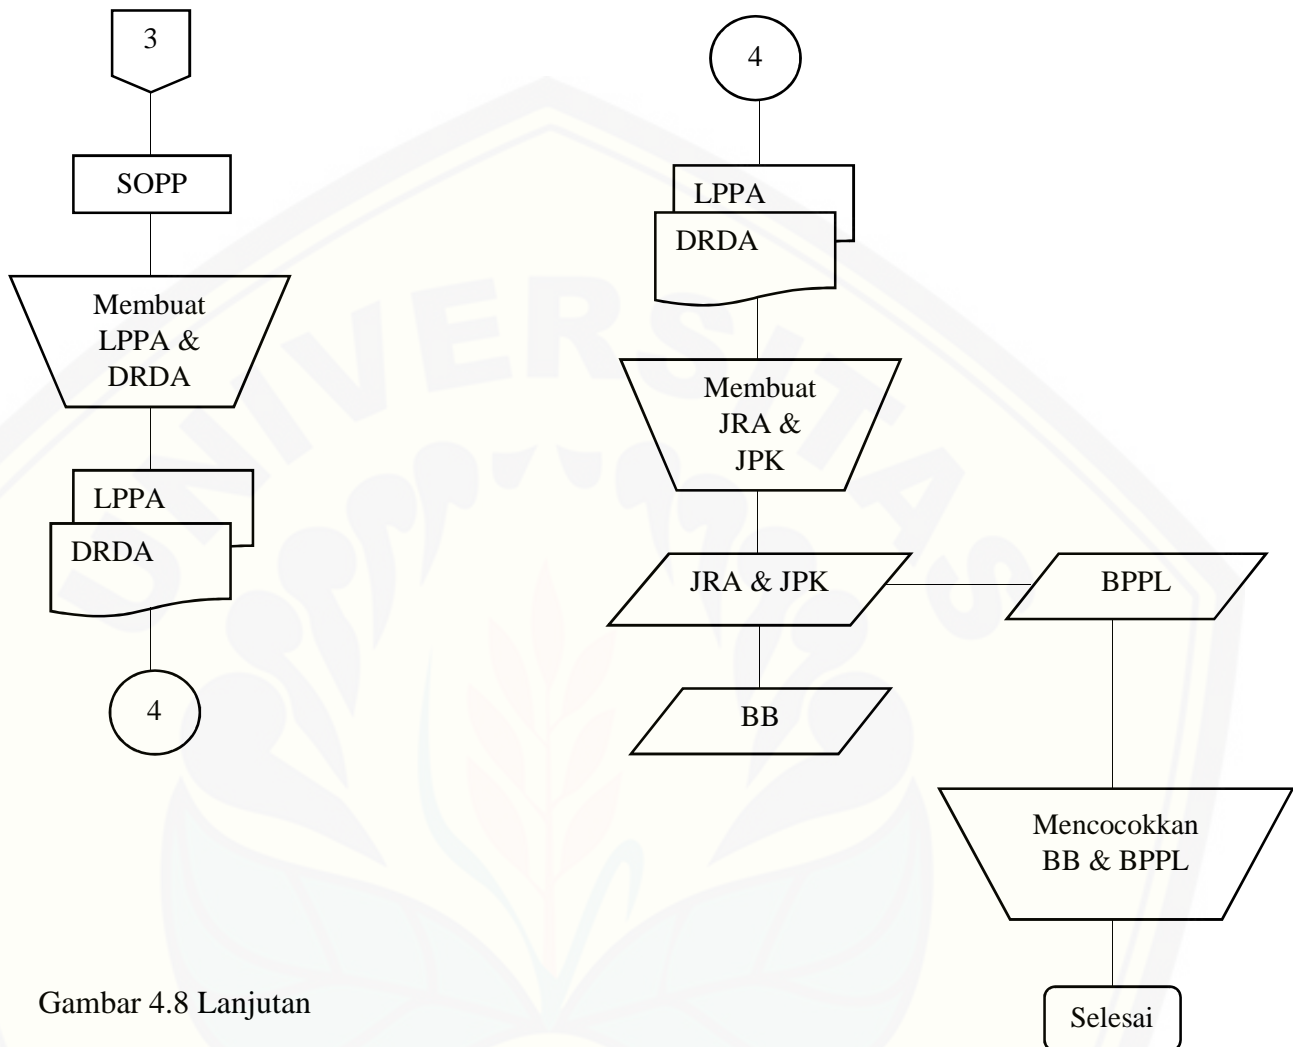 3
SOPP
Membuat
LPPA &
DRDA
LPPA
DRDA
4
4
LPPA
DRDA
Membuat
JRA &
JPK
JRA & JPK
BPPL
BB
Mencocokkan
BB & BPPL
Selesai
Gambar 4.8 Lanjutan
UNIVERSITAS